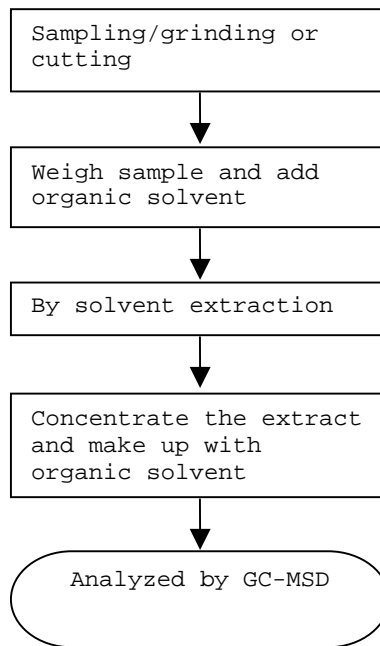 Sampling/grinding or
cutting
Weigh sample and add
organic solvent
By solvent extraction
Concentrate the extract
and make up with
organic solvent
Analyzed by GC-MSD